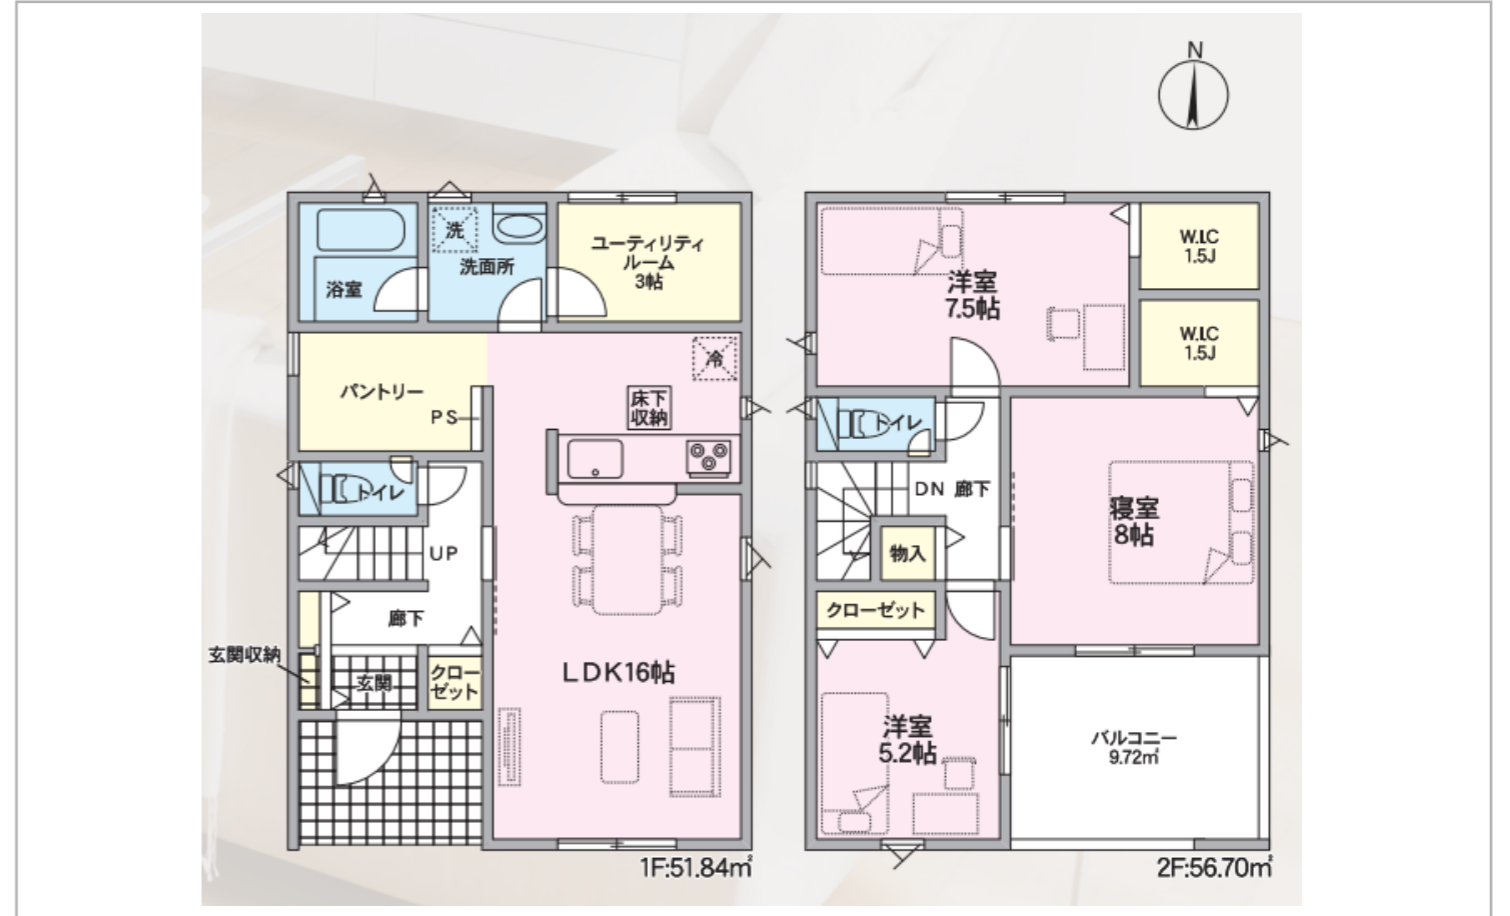 N
洗
洗面所
浴室
ユーティリティ
ルーム
3帖
パントリー
PS
冷
床下
収納
トイレ
UP
廊下
玄関収納
玄関
クロー
ゼット
LDK16帖
1F:51.84㎡
洋室
7.5帖
W.I.C
1.5J
W.I.C
1.5J
トイレ
DN
廊下
物入
寝室
8帖
クローゼット
洋室
5.2帖
バルコニー
9.72㎡
2F:56.70㎡